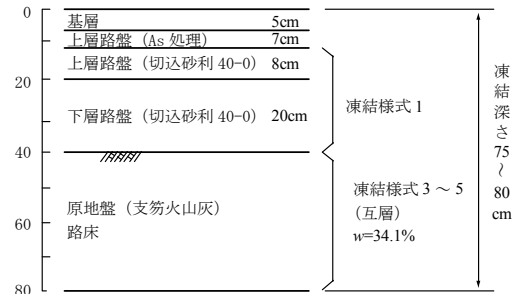 0
20
40
60
80
基層 5cm
上層路盤（As 処理） 7cm
上層路盤（切込砂利 40-0） 8cm
下層路盤（切込砂利 40-0） 20cm
原地盤（支笏火山灰）
路床
凍結様式 1
凍結様式 3 〜 5
（互層）
w=34.1%
凍結深さ
75
〜
80
cm